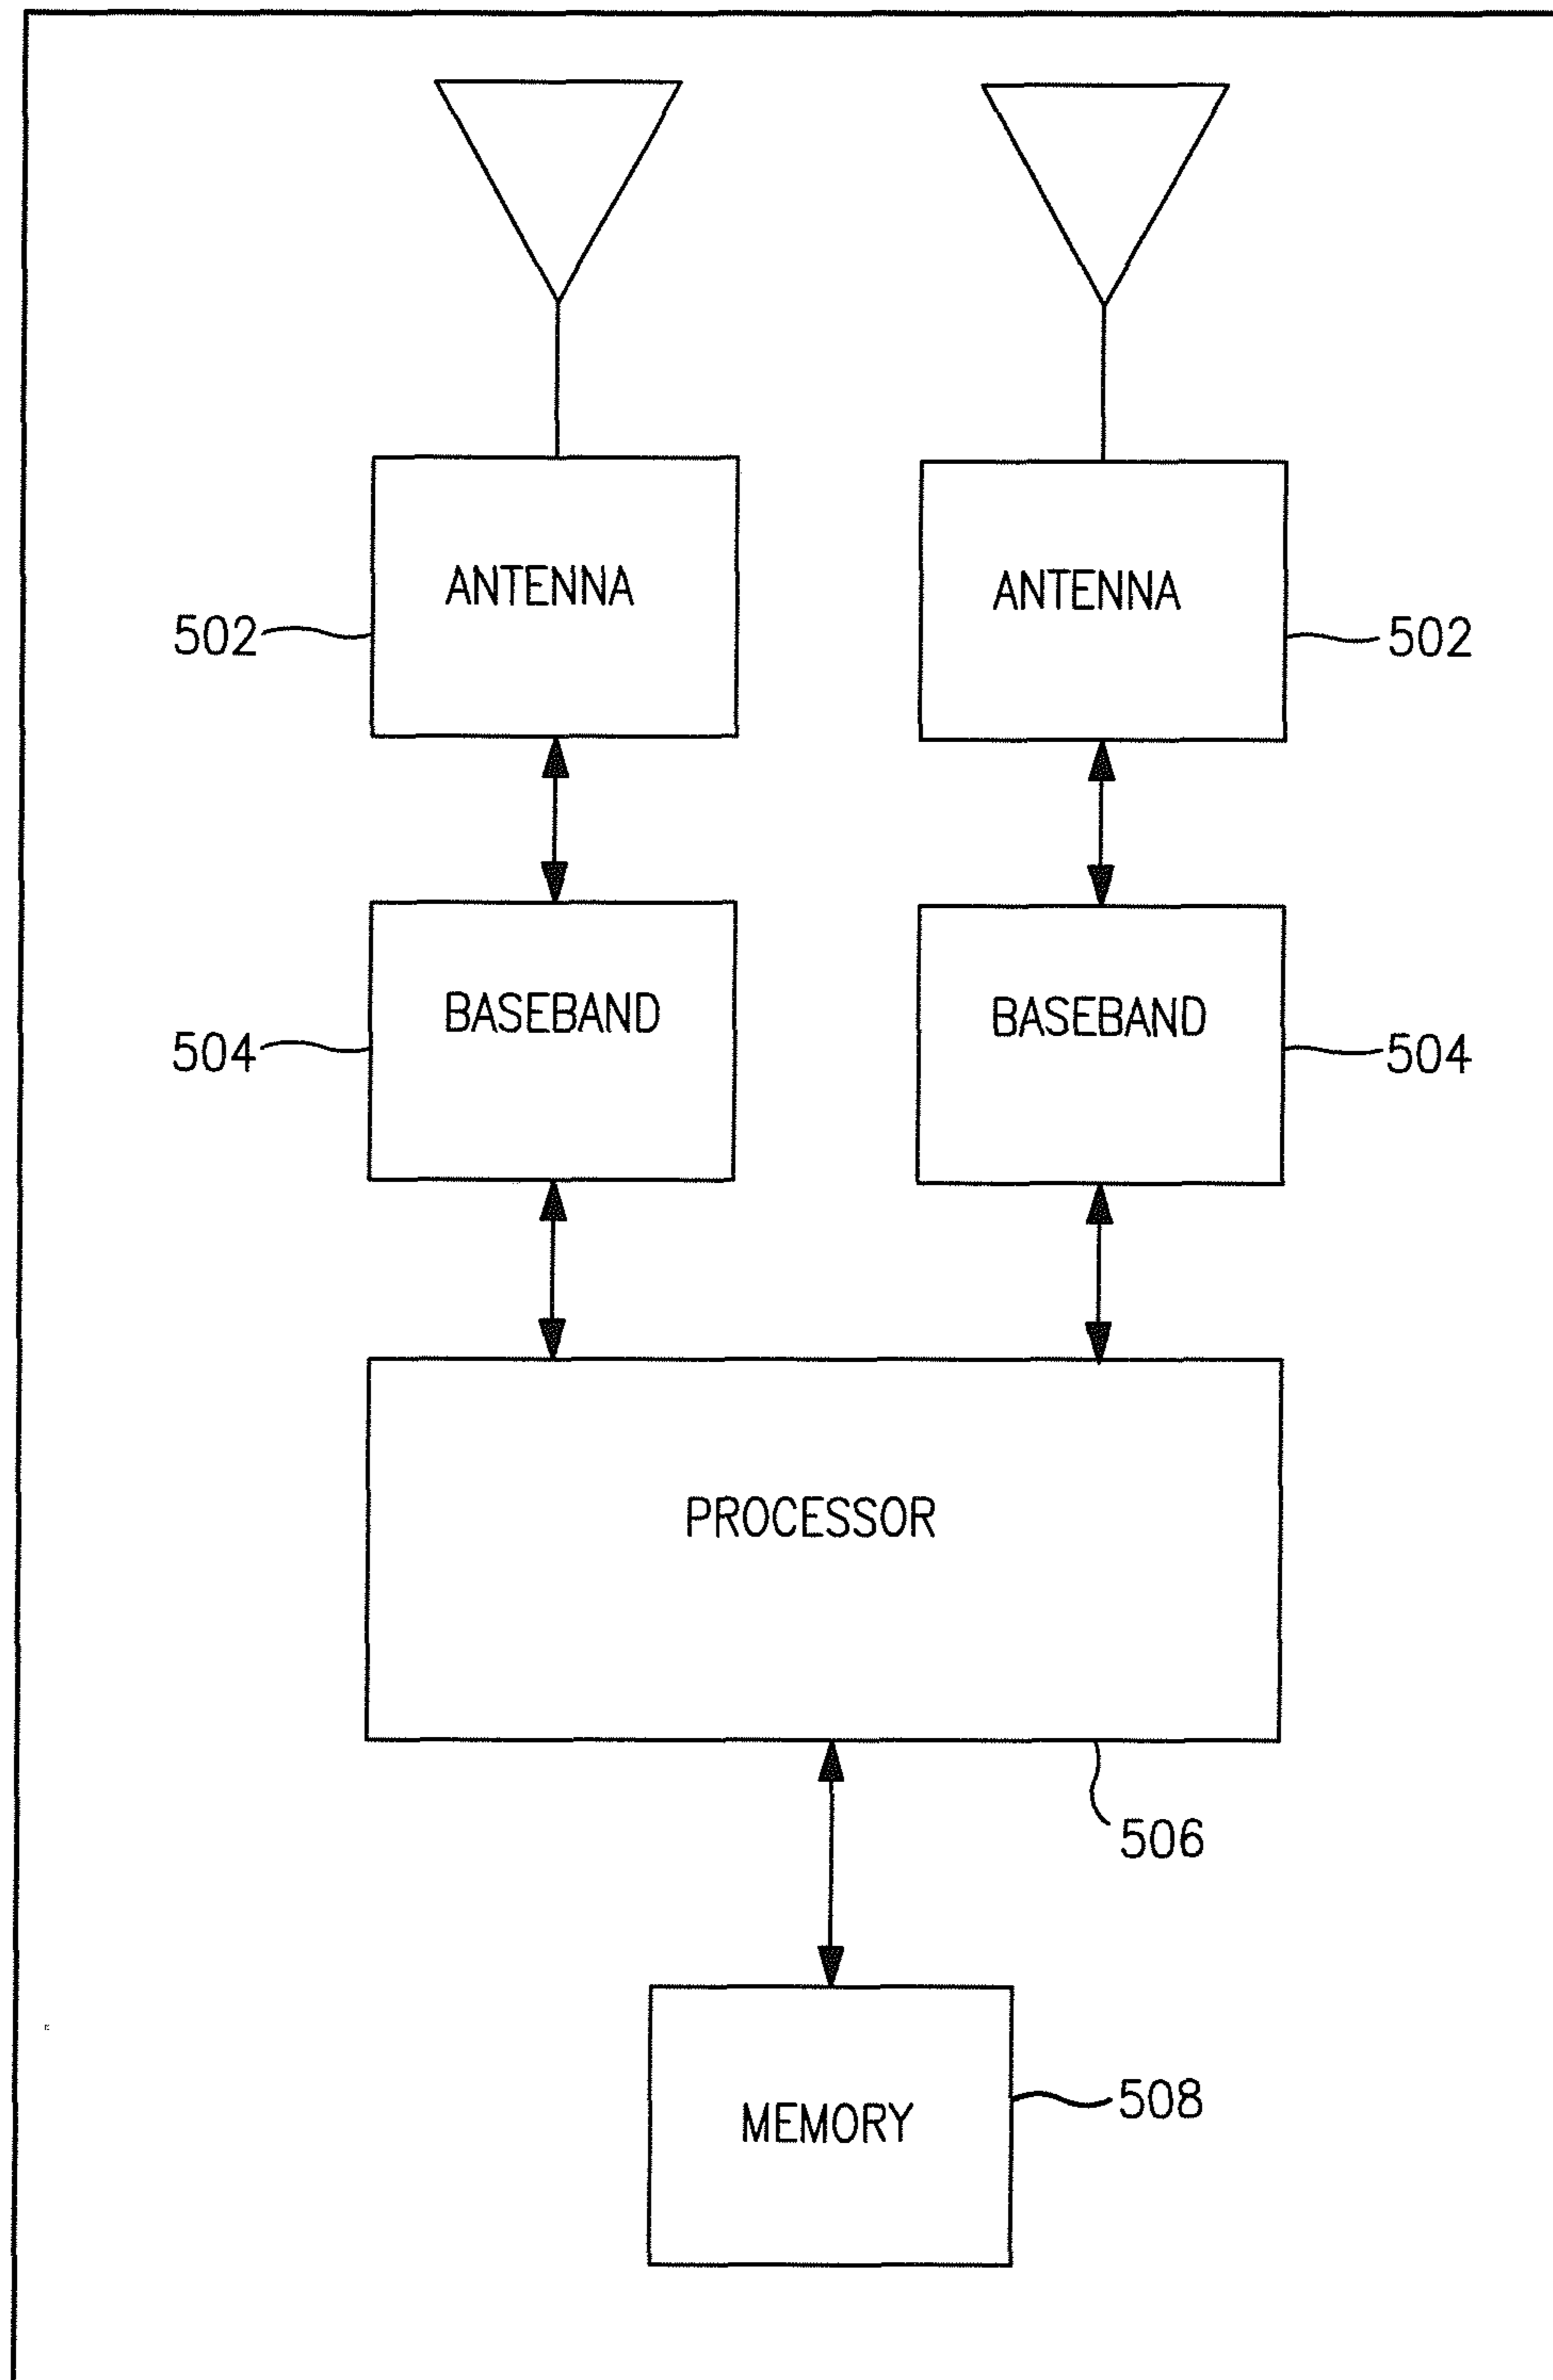 ANTENNA
ANTENNA
502
502
BASEBAND
BASEBAND
504
504
PROCESSOR
506
MEMORY
508